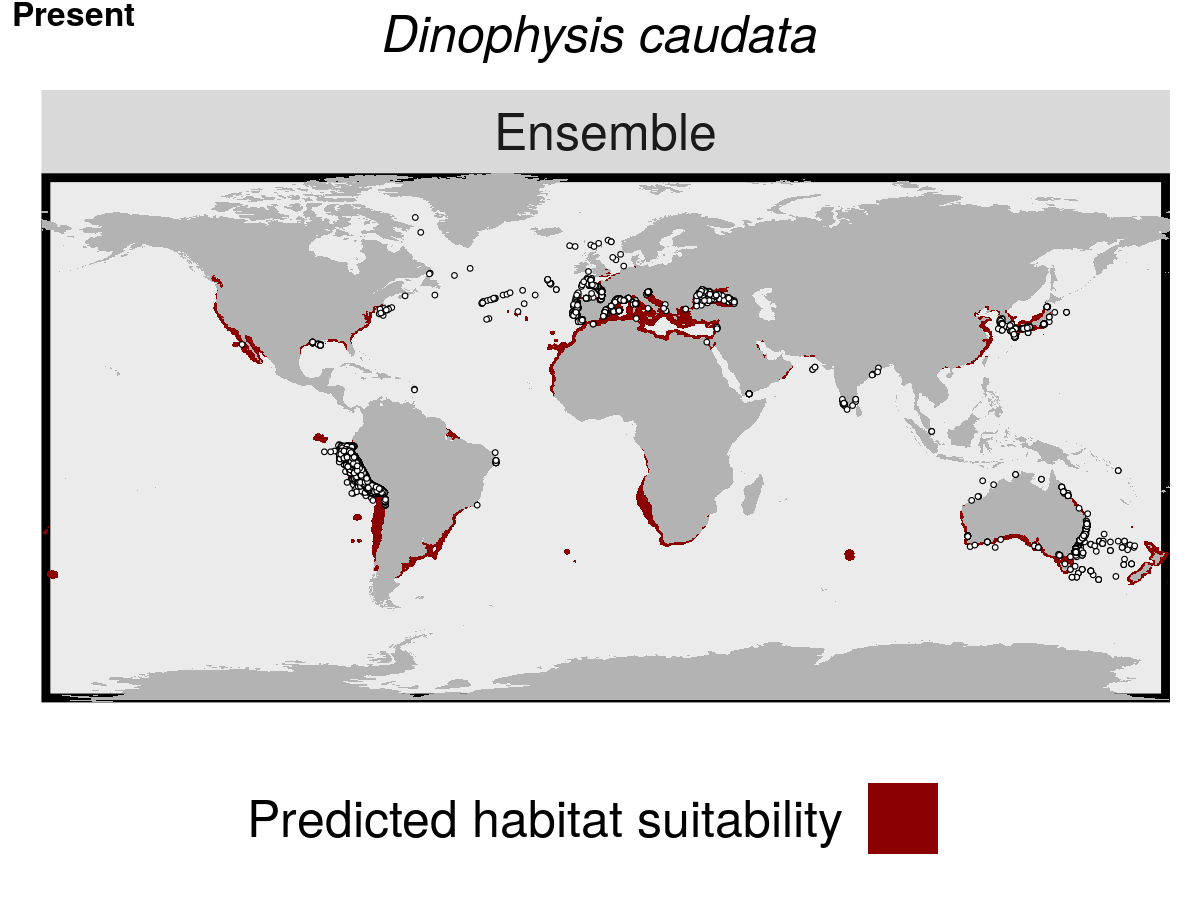 Present
Dinophysis caudata
Ensemble
Predicted habitat suitability